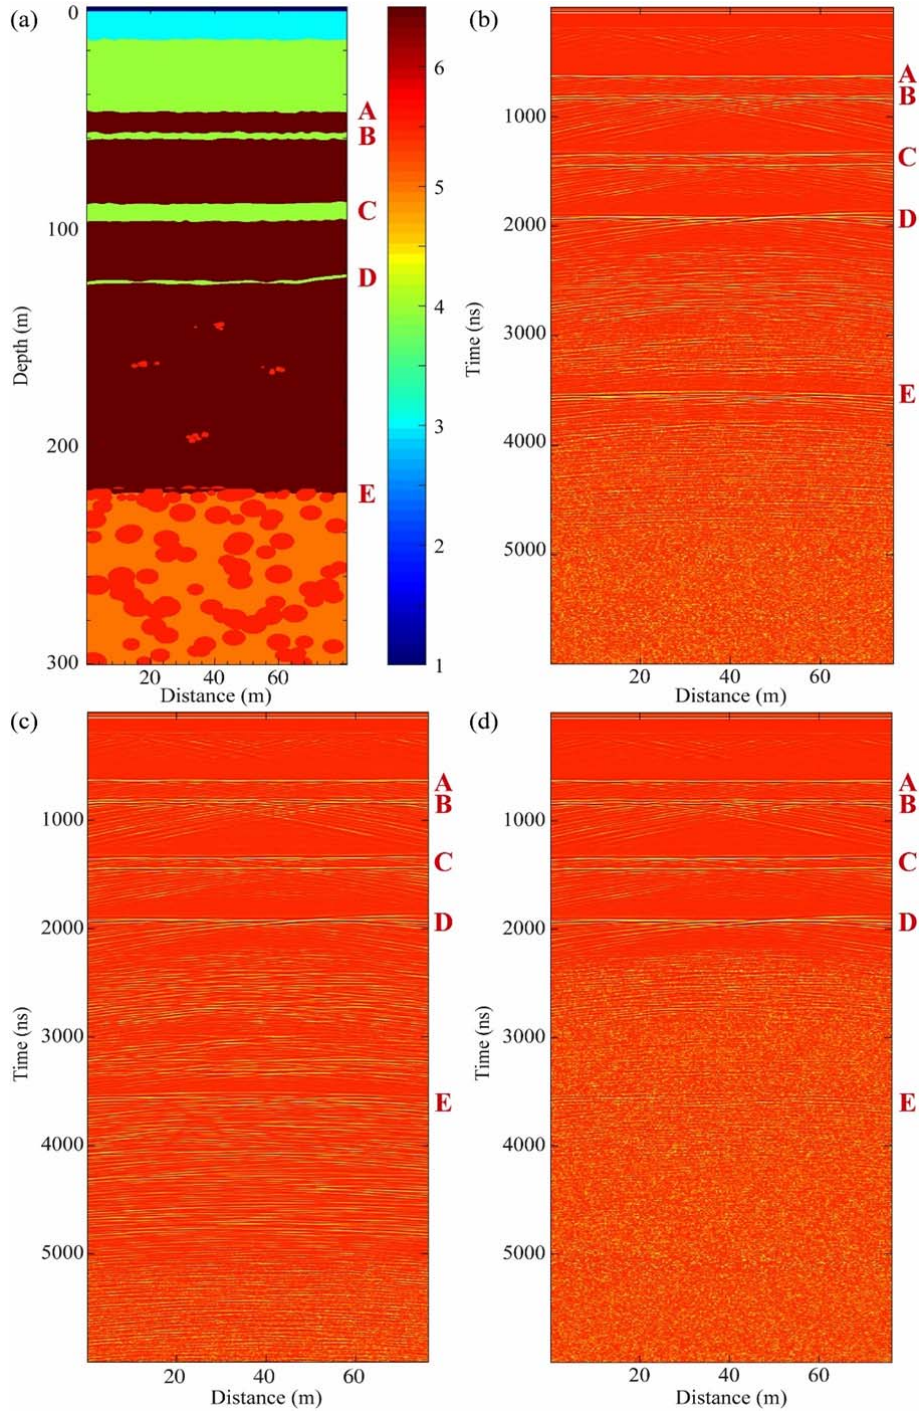 (a)
0
100
200
300
Depth (m)
20
40
60
Distance (m)
A
B
C
D
E
6
5
4
3
2
1
(b)
1000
2000
3000
4000
5000
Time (ns)
20
40
60
Distance (m)
A
B
C
D
E
(c)
1000
2000
3000
4000
5000
Time (ns)
20
40
60
Distance (m)
A
B
C
D
E
(d)
1000
2000
3000
4000
5000
Time (ns)
20
40
60
Distance (m)
A
B
C
D
E